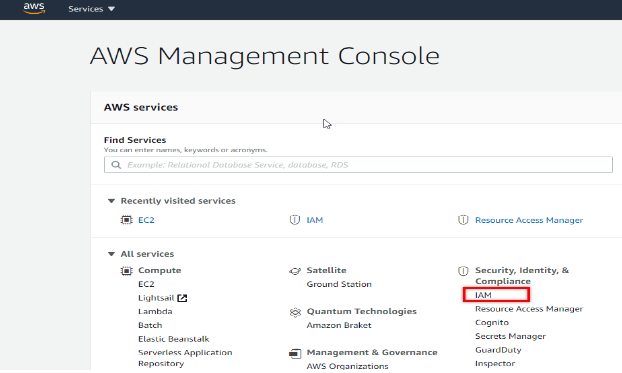 aws
Services
AWS Management Console
AWS services
Find Services
You can enter names, keywords or acronyms.
Example: Relational Database Service, database, RDS
Recently visited services
EC2
IAM
Resource Access Manager
All services
Compute
EC2
Lightsail
Lambda
Batch
Elastic Beanstalk
Serverless Application
Repository
Satellite
Ground Station
Quantum Technologies
Amazon Braket
Management & Governance
AWS Organizations
Security, Identity, &
Compliance
IAM
Resource Access Manager
Cognito
Secrets Manager
GuardDuty
Inspector